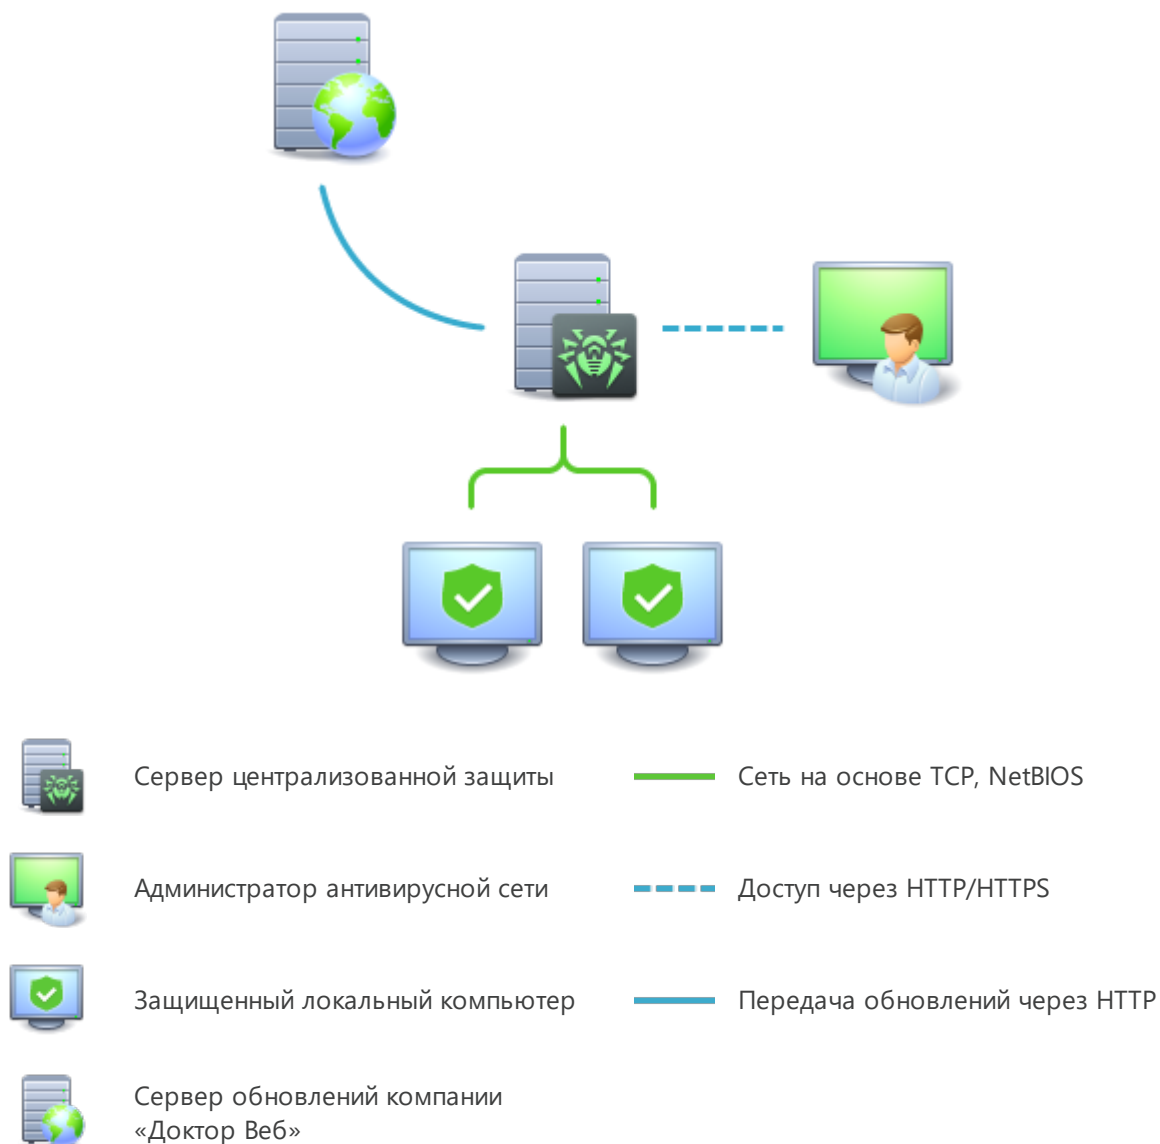 Сервер централизованной защиты
Сеть на основе TCP, NetBIOS
Администратор антивирусной сети
Доступ через HTTP/HTTPS
Защищенный локальный компьютер
Передача обновлений через HTTP
Сервер обновлений компании
«Доктор Веб»